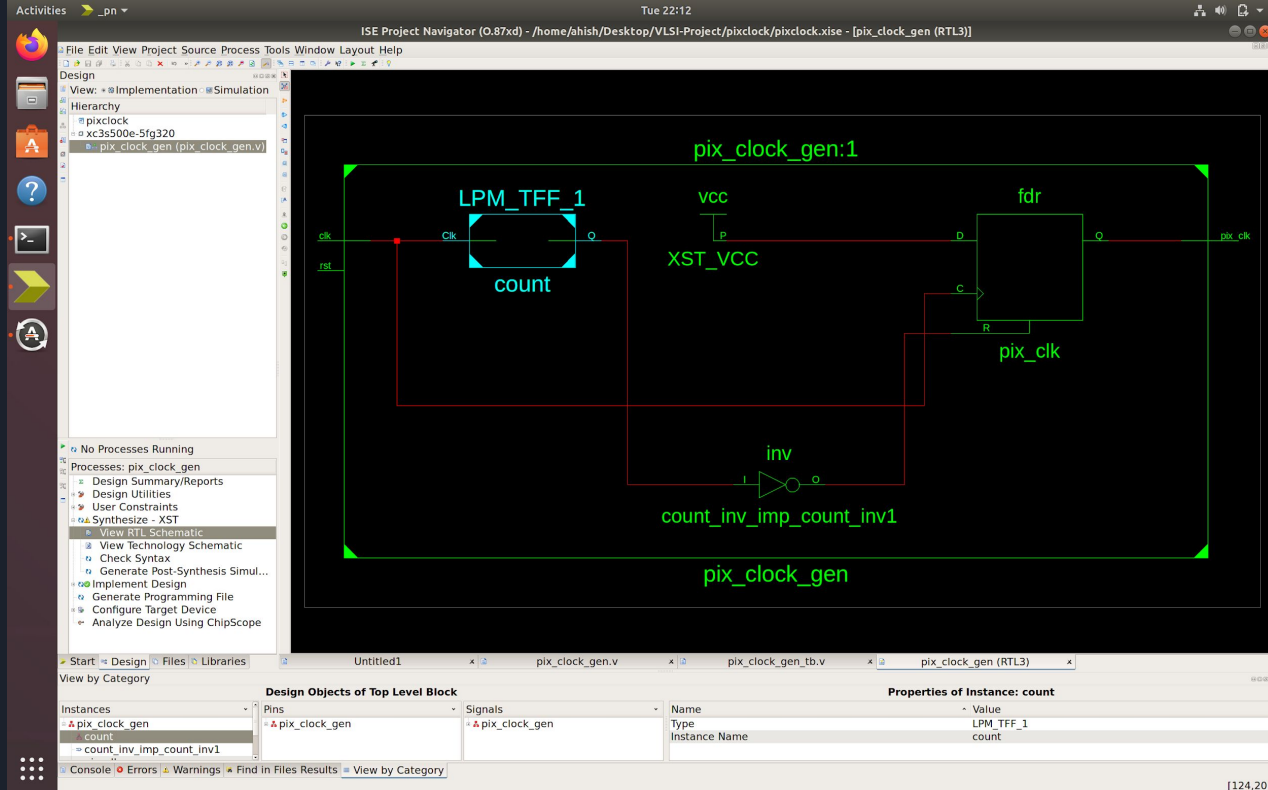 Activities
_pn
Tue 22:12
ISE Project Navigator (O.87xd) - /home/ahish/Desktop/VLSI-Project/pixclock/pixclock.xise - [pix_clock_gen (RTL3)]
File Edit View Project Source Process Tools Window Layout Help
Design
View: Implementation Simulation
Hierarchy
pixclock
xc3s500e-5fg320
pix_clock_gen (pix_clock_gen.v)
No Processes Running
Processes: pix_clock_gen
Design Summary/Reports
Design Utilities
User Constraints
Synthesize - XST
View RTL Schematic
View Technology Schematic
Check Syntax
Generate Post-Synthesis Simul...
Implement Design
Generate Programming File
Configure Target Device
Analyze Design Using ChipScope
Start Design Files Libraries
pix_clock_gen:1
LPM_TFF_1
vcc
fdr
clk
Clk
Q
P
D
Q
pix_clk
rst
XST_VCC
count
C
R
pix_clk
inv
I
O
count_inv_imp_count_inv1
pix_clock_gen
Untitled1
pix_clock_gen.v
pix_clock_gen_tb.v
pix_clock_gen (RTL3)
View by Category
Design Objects of Top Level Block
Properties of Instance: count
Instances
Pins
Signals
Name
Value
pix_clock_gen
pix_clock_gen
pix_clock_gen
Type
LPM_TFF_1
count
Instance Name
count
count_inv_imp_count_inv1
Console Errors Warnings Find in Files Results View by Category
[124,20